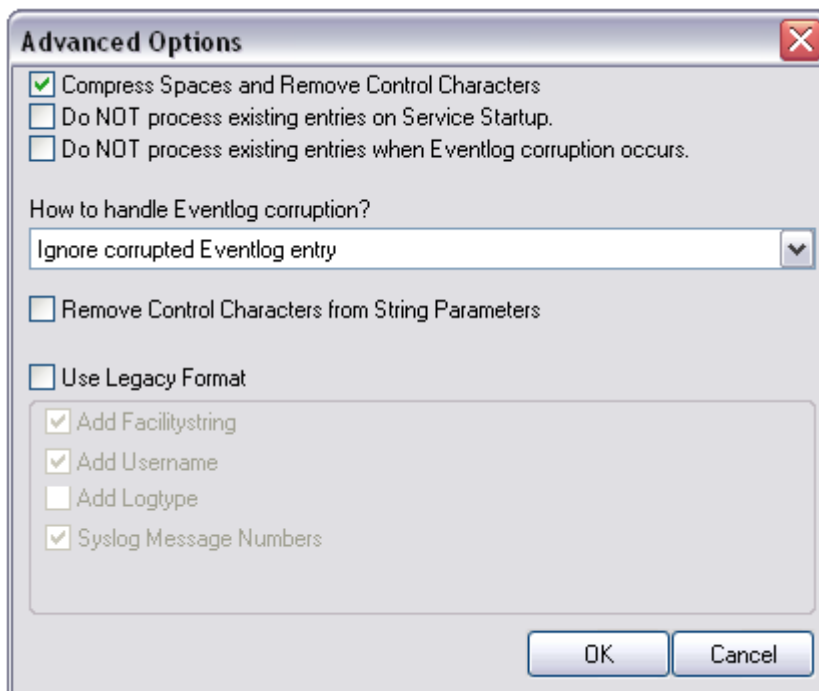 Advanced Options
Compress Spaces and Remove Control Characters
Do NOT process existing entries on Service Startup.
Do NOT process existing entries when Eventlog corruption occurs.
How to handle Eventlog corruption?
Ignore corrupted Eventlog entry
Remove Control Characters from String Parameters
Use Legacy Format
Add Facilitystring
Add Username
Add Logtype
Syslog Message Numbers
OK Cancel